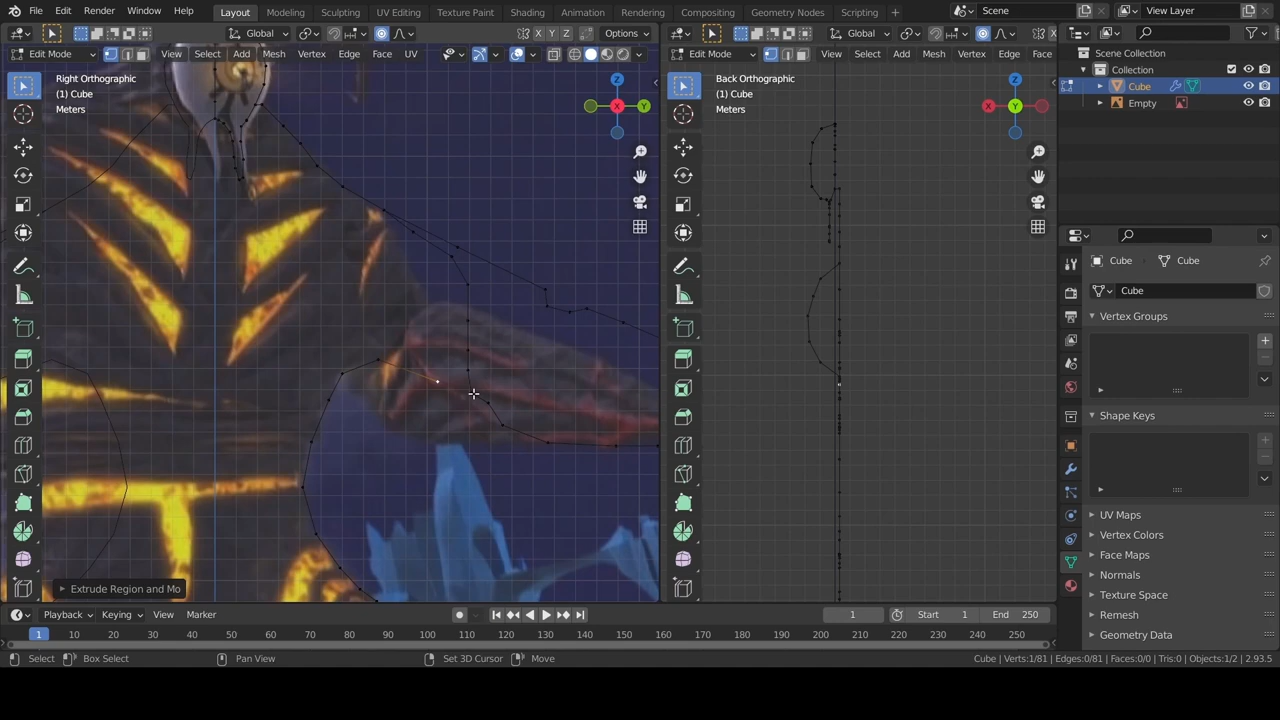 File Edit Render Window Help Layout Modeling Sculpting UV Editing Texture Paint Shading Animation Rendering Compositing Geometry Nodes Scripting + Scene View Layer
Global X Y Z Options Global
Edit Mode View Select Add Mesh Vertex Edge Face UV Edit Mode View Select Add Mesh Vertex Edge Face
Right Orthographic
(1) Cube
Meters
Z
X
Y
Back Orthographic
(1) Cube
Meters
Z
Y
Scene Collection
Collection
Cube
Empty
Cube Cube
Cube
Vertex Groups
Shape Keys
UV Maps
Vertex Colors
Face Maps
Normals
Texture Space
Remesh
Geometry Data
Extrude Region and Mo
Playback Keying View Marker 1 Start 1 End 250
1 10 20 30 40 50 60 70 80 90 100 110 120 130 140 150 160 170 180 190 200 210 220 230 240 250
Select Box Select Pan View Set 3D Cursor Move Cube | Verts:1/81 | Edges:0/81 | Faces:0/0 | Tris:0 | Objects:1/2 | 2.93.5